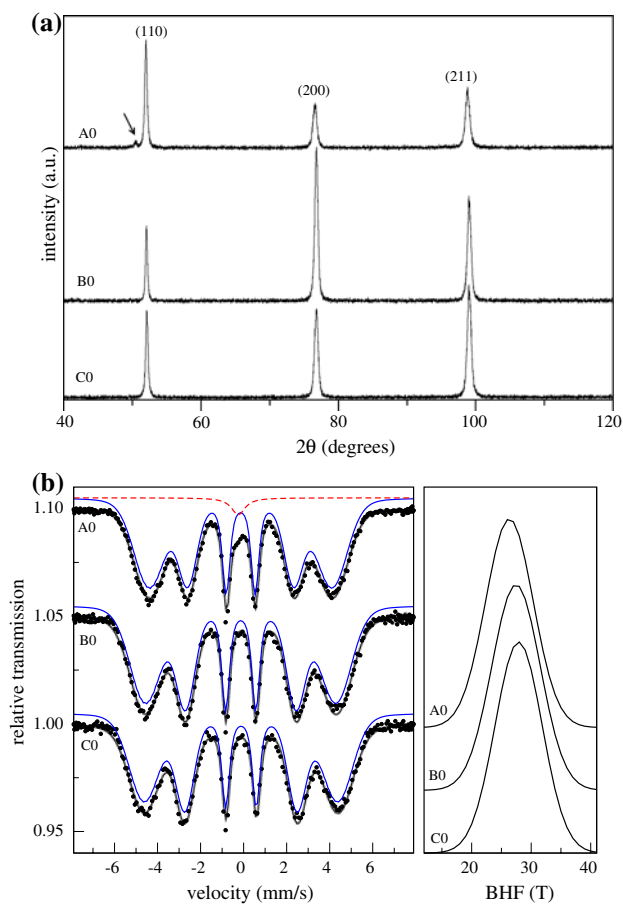 (a)
(110)
(200)
(211)
A0
B0
C0
intensity (a.u.)
40 60 80 100 120
2θ (degrees)
(b)
1.10
1.05
1.00
0.95
relative transmission
A0
B0
C0
-6 -4 -2 0 2 4 6
velocity (mm/s)
A0
B0
C0
20 30 40
BHF (T)